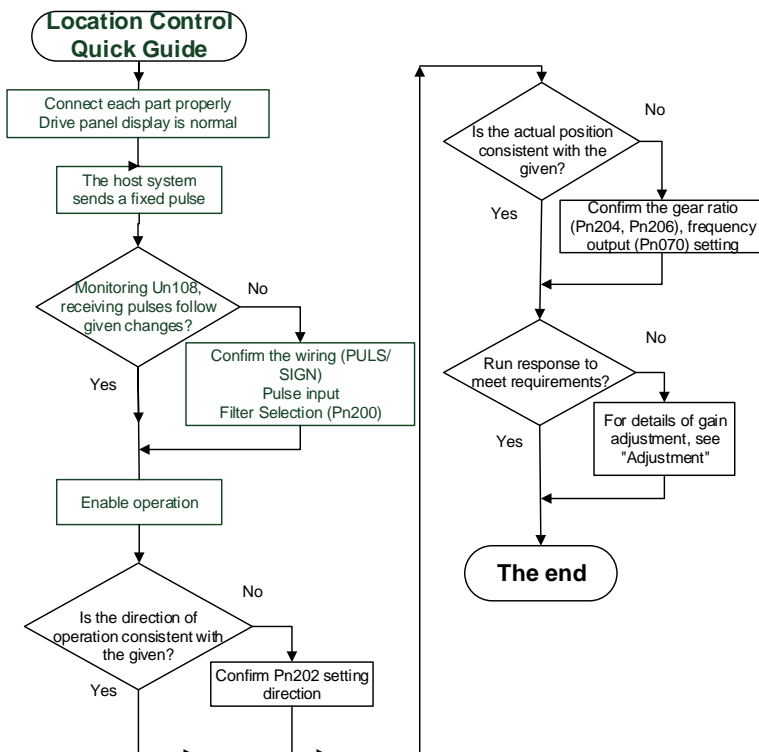 Location Control
Quick Guide
Connect each part properly
Drive panel display is normal
The host system
sends a fixed pulse
Monitoring Un108,
receiving pulses follow
given changes?
No
Yes
Confirm the wiring (PULS/
SIGN)
Pulse input
Filter Selection (Pn200)
Enable operation
Is the direction of
operation consistent with
the given?
No
Yes
Confirm Pn202 setting
direction
Is the actual position
consistent with the
given?
No
Yes
Confirm the gear ratio
(Pn204, Pn206), frequency
output (Pn070) setting
Run response to
meet requirements?
No
Yes
For details of gain
adjustment, see
"Adjustment"
The end